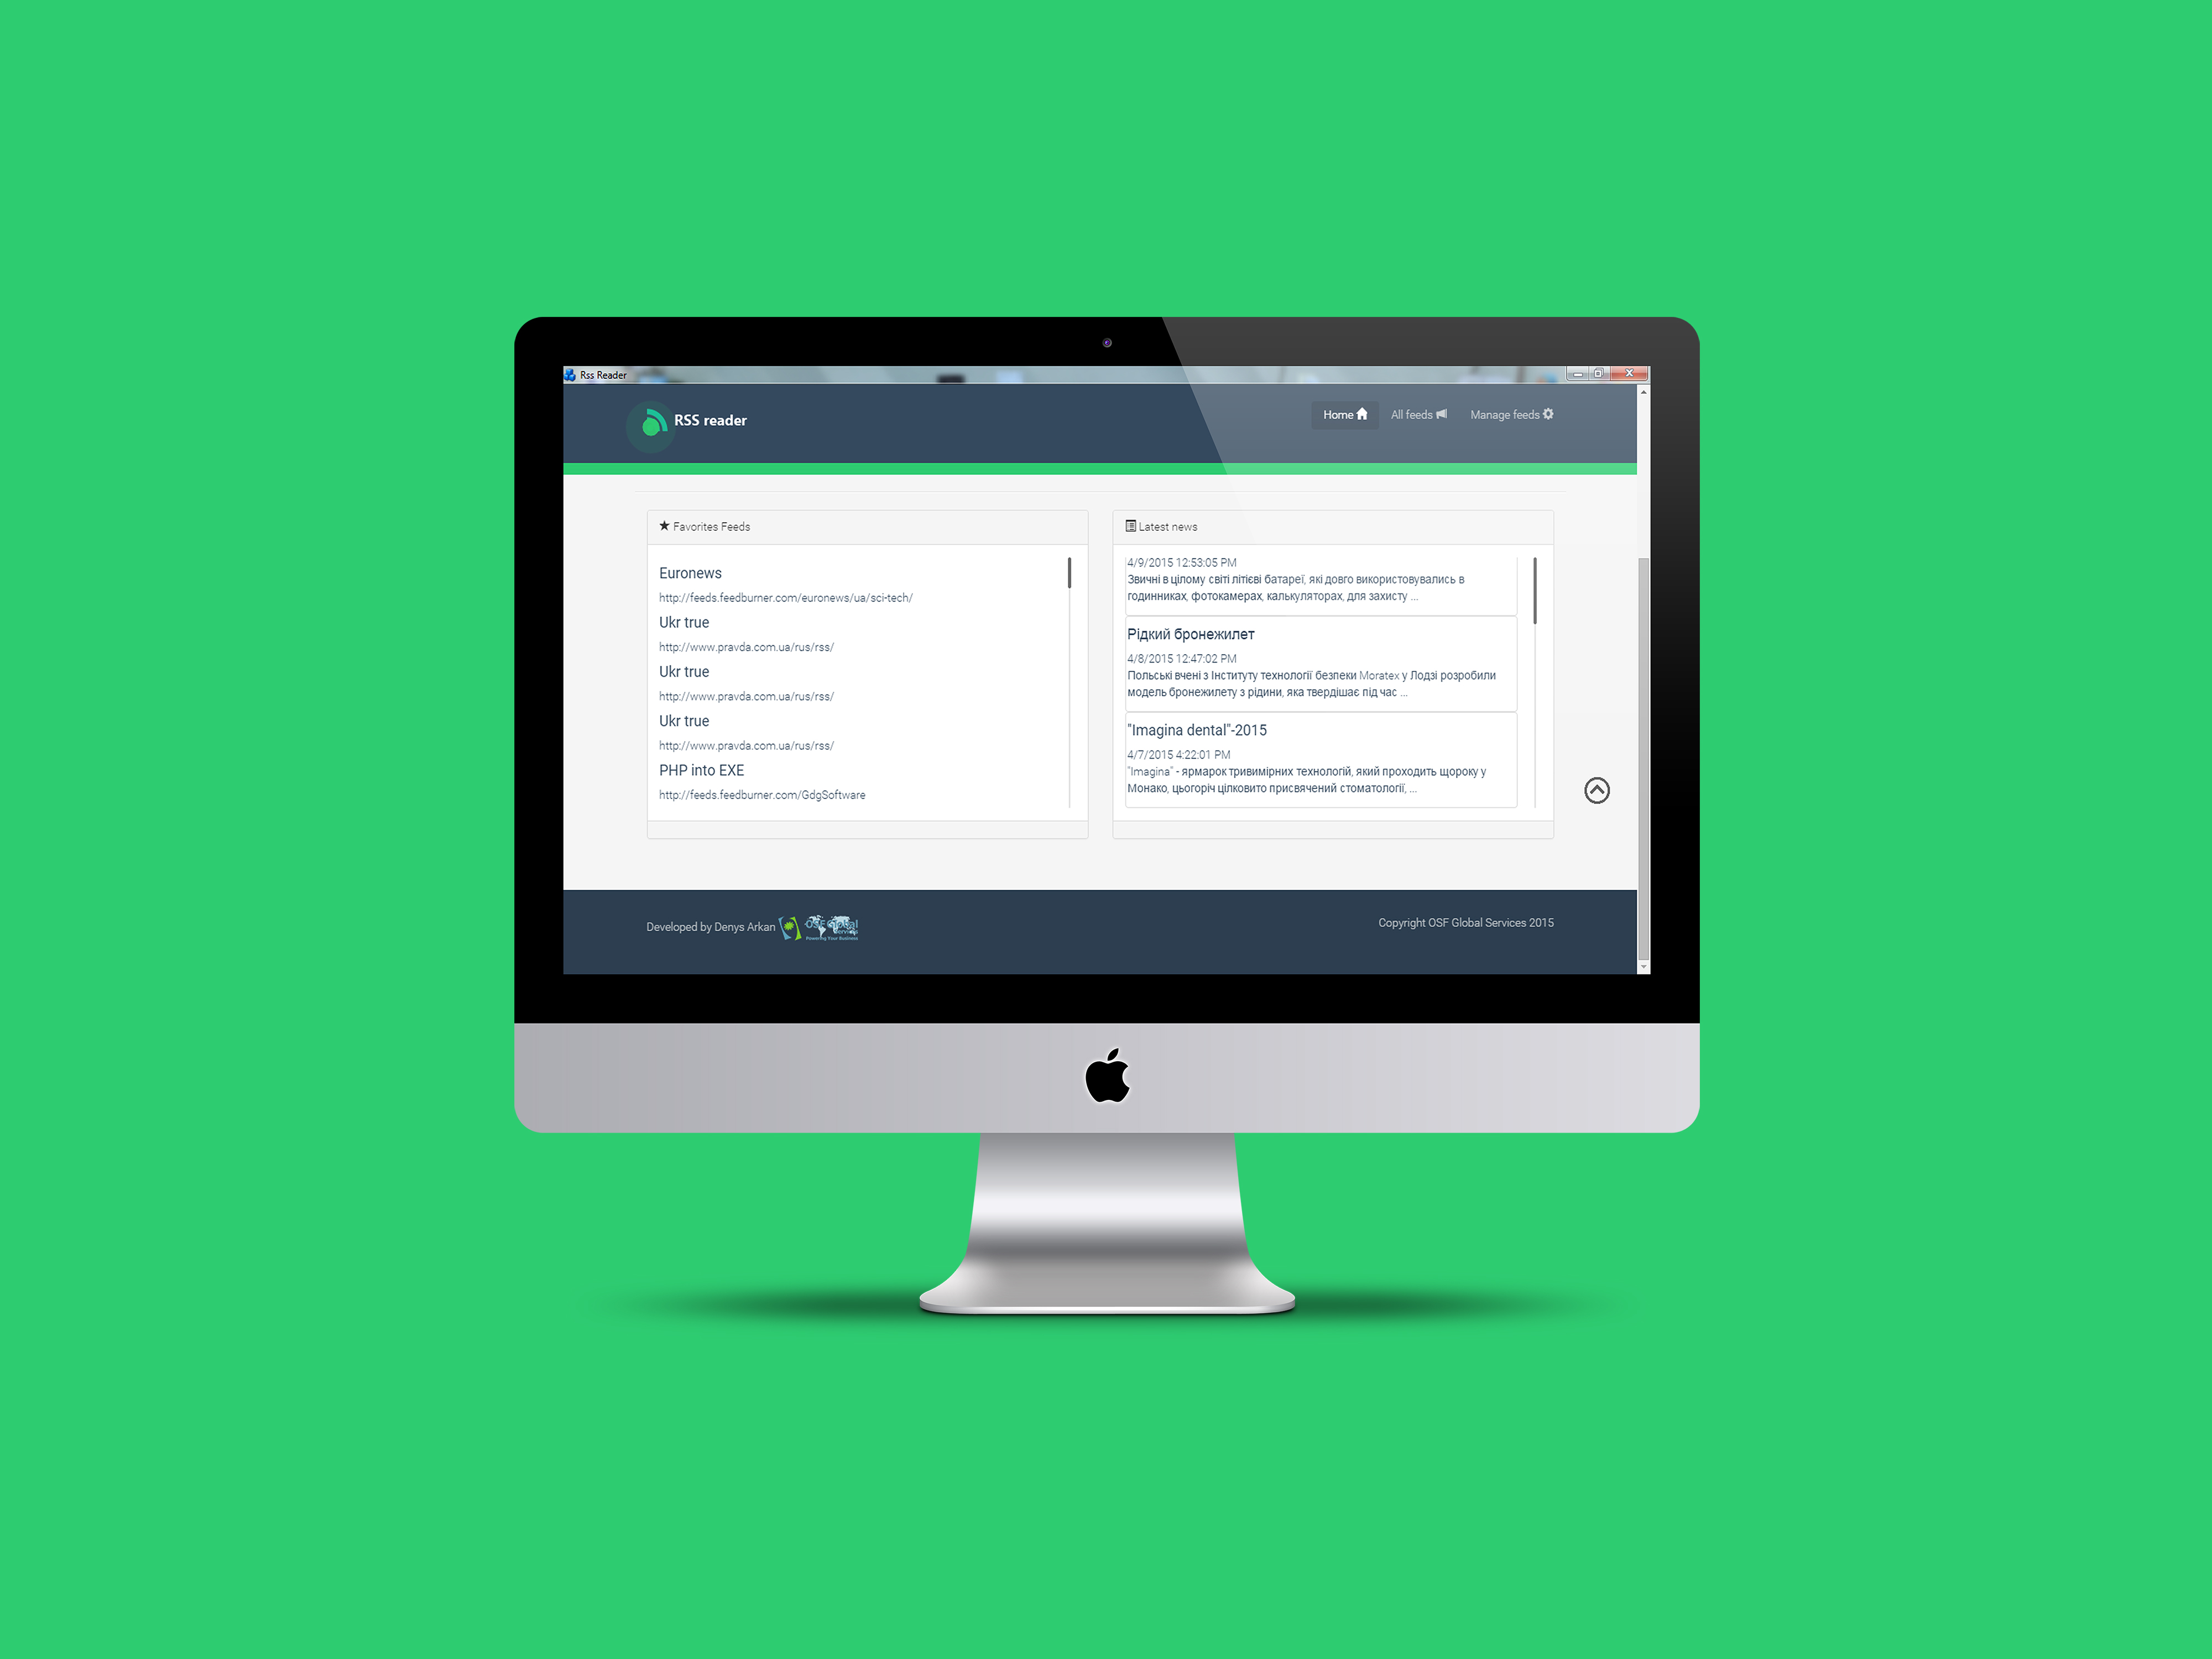 Rss Reader
RSS reader
Home
All feeds
Manage feeds
Favorites Feeds
Euronews
http://feeds.feedburner.com/euronews/ua/sci-tech/
Ukr true
http://www.pravda.com.ua/rus/rss/
Ukr true
http://www.pravda.com.ua/rus/rss/
Ukr true
http://www.pravda.com.ua/rus/rss/
PHP into EXE
http://feeds.feedburner.com/GdgSoftware
Latest news
4/9/2015 12:53:05 PM
Звичні в цілому світі літієві батареї, які довго використовувались в
годинниках, фотокамерах, калькуляторах, для захисту ...
Рідкий бронежилет
4/8/2015 12:47:02 PM
Польські вчені з Інституту технології безпеки Moratex у Лодзі розробили
модель бронежилету з рідини, яка твердішає під час ...
"Imagina dental"-2015
4/7/2015 4:22:01 PM
"Imagina" - ярмарок тривимірних технологій, який проходить щороку у
Монако, цьогоріч цілковито присвячений стоматології, ...
Developed by Denys Arkan
OSF Global
Services
Powering Your Business
Copyright OSF Global Services 2015